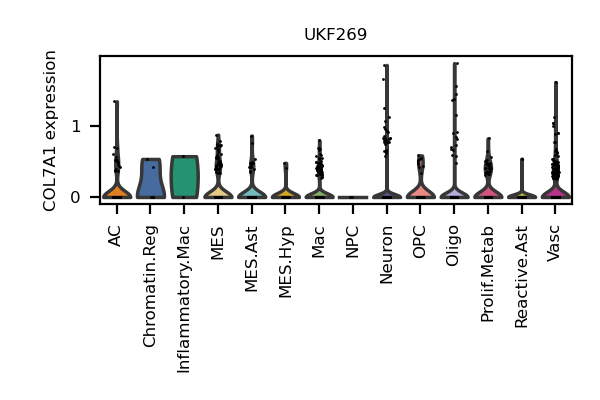 UKF269
COL7A1 expression
1
0
AC
Chromatin.Reg
Inflammatory.Mac
MES
MES.Ast
MES.Hyp
Mac
NPC
Neuron
OPC
Oligo
Prolif.Metab
Reactive.Ast
Vasc